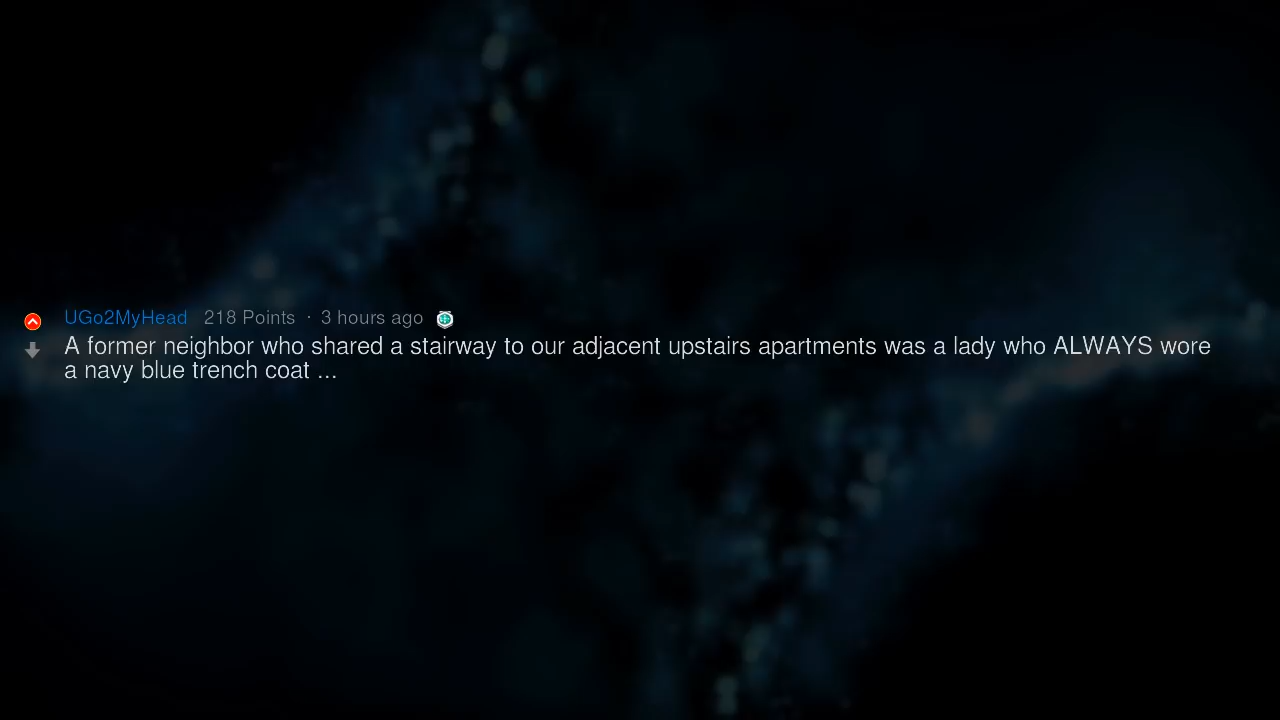 UGo2MyHead 218 Points · 3 hours ago
A former neighbor who shared a stairway to our adjacent upstairs apartments was a lady who ALWAYS wore
a navy blue trench coat ...